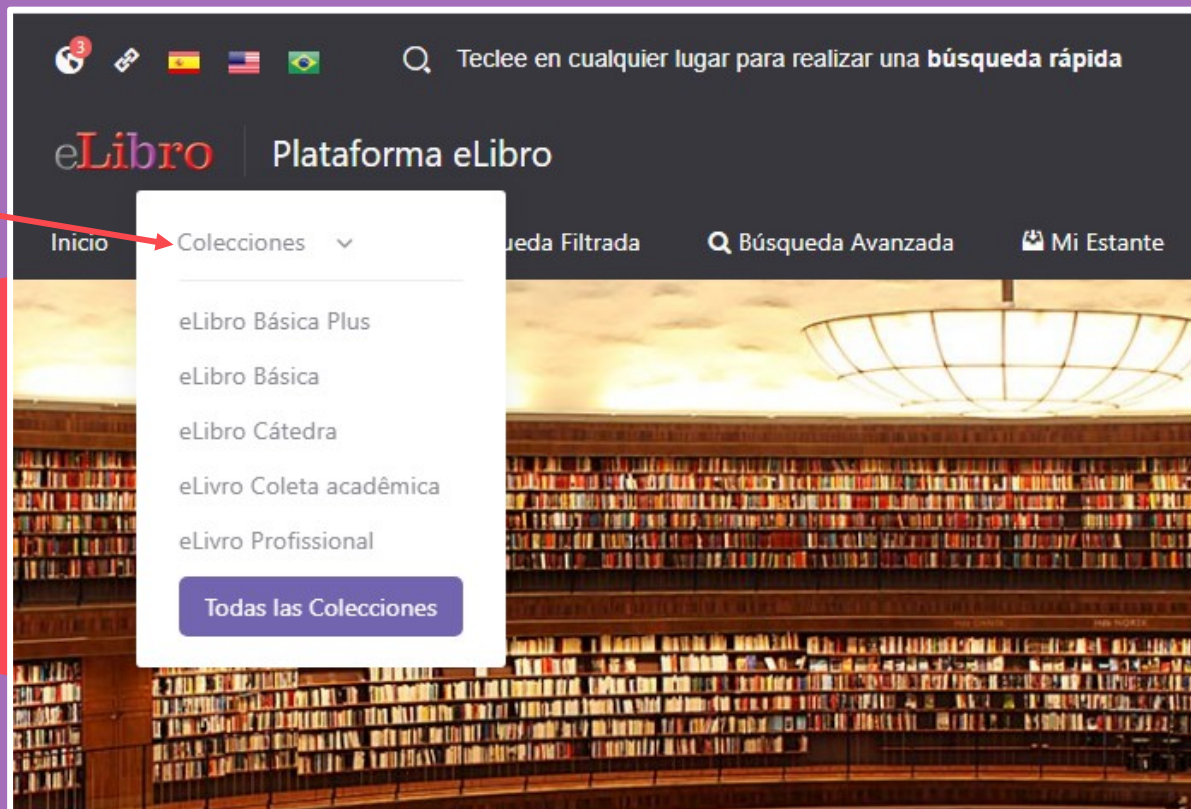 3
Teclee en cualquier lugar para realizar una búsqueda rápida
eLibro
Plataforma eLibro
Inicio
Colecciones
ueda Filtrada
Búsqueda Avanzada
Mi Estante
eLibro Básica Plus
eLibro Básica
eLibro Cátedra
eLivro Coleta acadêmica
eLivro Profissional
Todas las Colecciones